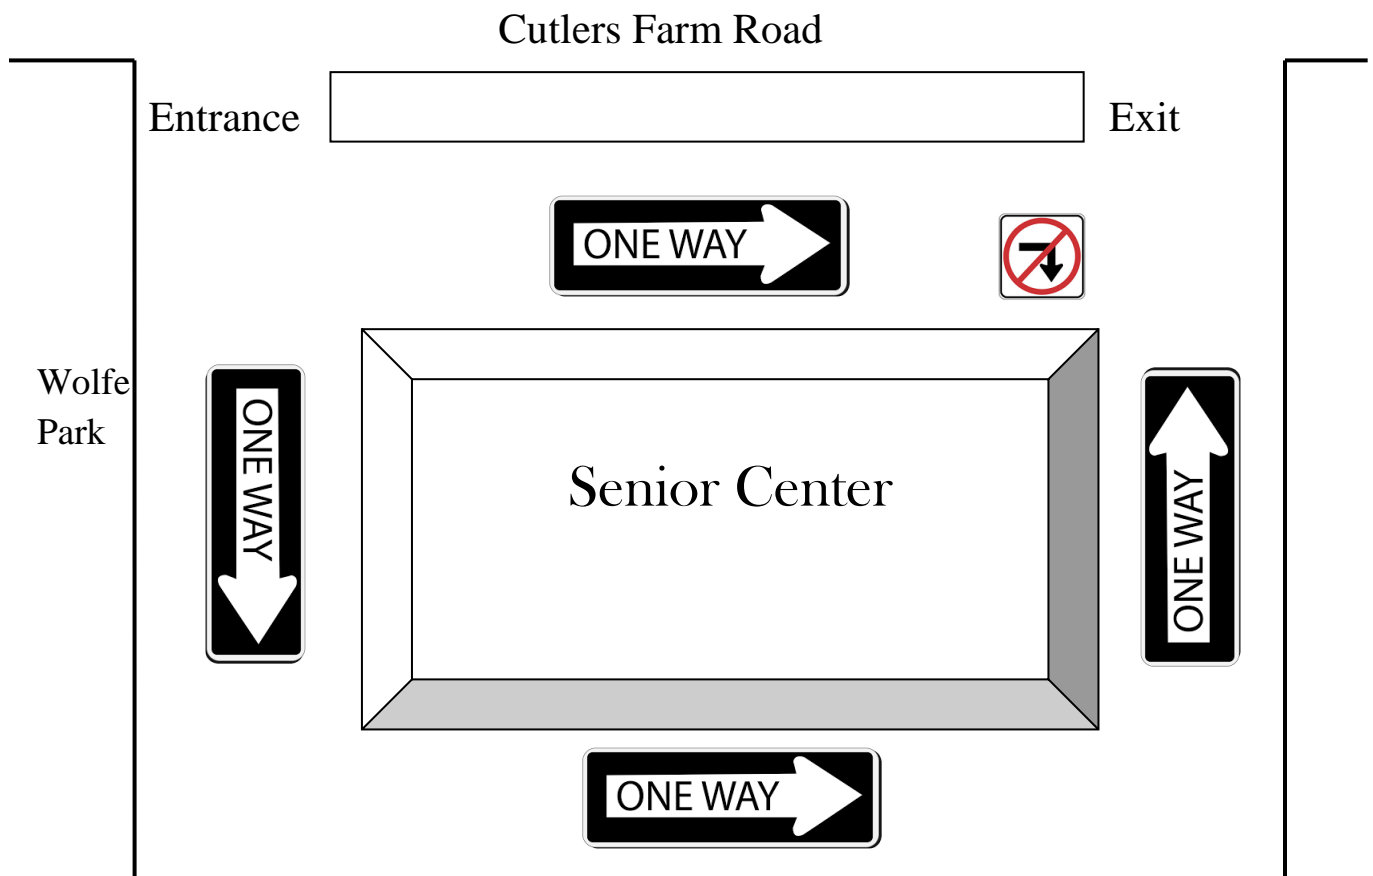 Cutlers Farm Road
Entrance
Exit
ONE WAY
Wolfe
Park
ONE WAY
Senior Center
ONE WAY
ONE WAY